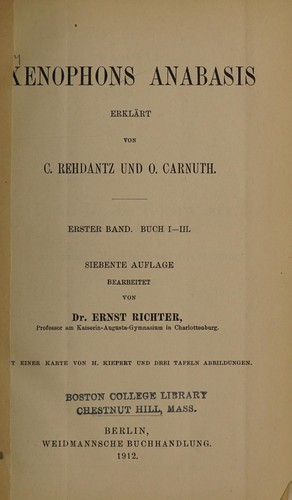 XENOPHONS ANABASIS
ERKLÄRT
VON
C. REHDANTZ UND O. CARNUTH.
ERSTER BAND. BUCH I—III.
SIEBENTE AUFLAGE
BEARBEITET
VON
Dr. ERNST RICHTER,
Professor am Kaiserin-Augusta-Gymnasium in Charlottenburg.
T EINER KARTE VON H. KIEPERT UND DREI TAFELN ABBILDUNGEN.
BOSTON COLLEGE LIBRARY
CHESTNUT HILL, MASS.
BERLIN,
WEIDMANNSCHE BUCHHANDLUNG.
1912.